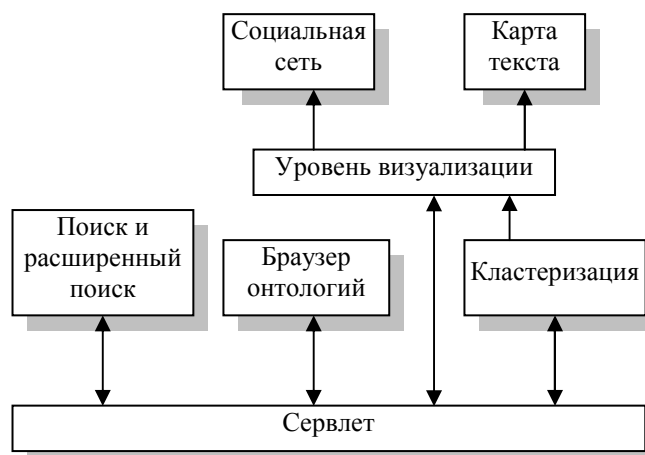 Социальная
сеть
Карта
текста
Уровень визуализации
Поиск и
расширенный
поиск
Браузер
онтологий
Кластеризация
Сервлет